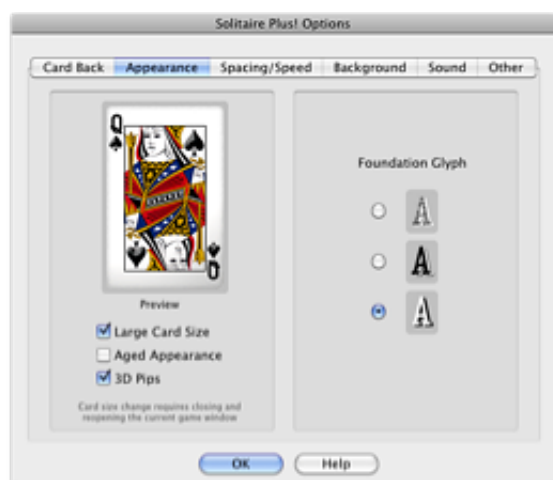 Solitaire Plus! Options
Card Back Appearance Spacing/Speed Background Sound Other
Q
Q
Preview
Large Card Size
Aged Appearance
3D Pips
Card size change requires closing and
reopening the current game window
Foundation Glyph
A
A
A
OK Help